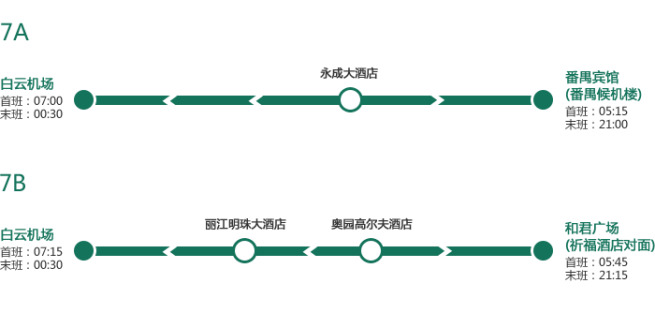 7A
永成大酒店
白云机场
首班：07:00
末班：00:30
番禺宾馆
(番禺候机楼)
首班：05:15
末班：21:00
7B
丽江明珠大酒店
奥园高尔夫酒店
白云机场
首班：07:15
末班：00:30
和君广场
(祈福酒店对面)
首班：05:45
末班：21:15